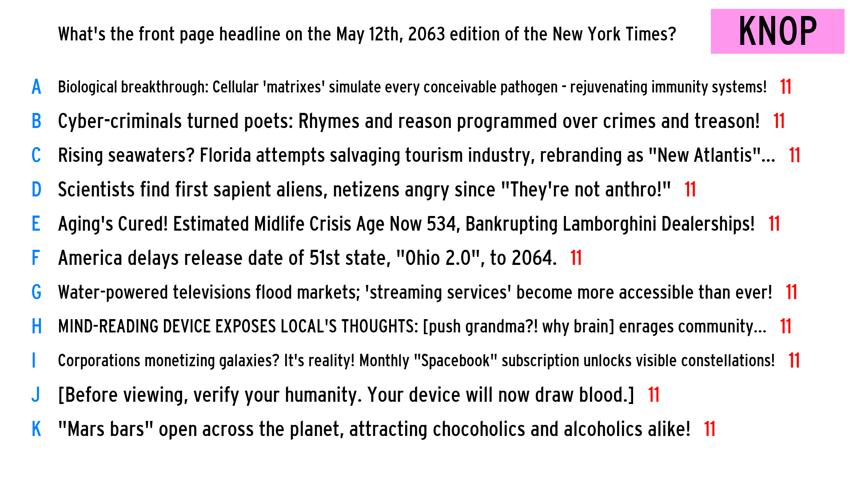 What's the front page headline on the May 12th, 2063 edition of the New York Times?
KNOP
A Biological breakthrough: Cellular 'matrixes' simulate every conceivable pathogen - rejuvenating immunity systems! 11
B Cyber-criminals turned poets: Rhymes and reason programmed over crimes and treason! 11
C Rising seawaters? Florida attempts salvaging tourism industry, rebranding as "New Atlantis"... 11
D Scientists find first sapient aliens, netizens angry since "They're not anthro!" 11
E Aging's Cured! Estimated Midlife Crisis Age Now 534, Bankrupting Lamborghini Dealerships! 11
F America delays release date of 51st state, "Ohio 2.0", to 2064. 11
G Water-powered televisions flood markets; 'streaming services' become more accessible than ever! 11
H MIND-READING DEVICE EXPOSES LOCAL'S THOUGHTS: [push grandma?! why brain] enrages community... 11
I Corporations monetizing galaxies? It's reality! Monthly "Spacebook" subscription unlocks visible constellations! 11
J [Before viewing, verify your humanity. Your device will now draw blood.] 11
K "Mars bars" open across the planet, attracting chocoholics and alcoholics alike! 11